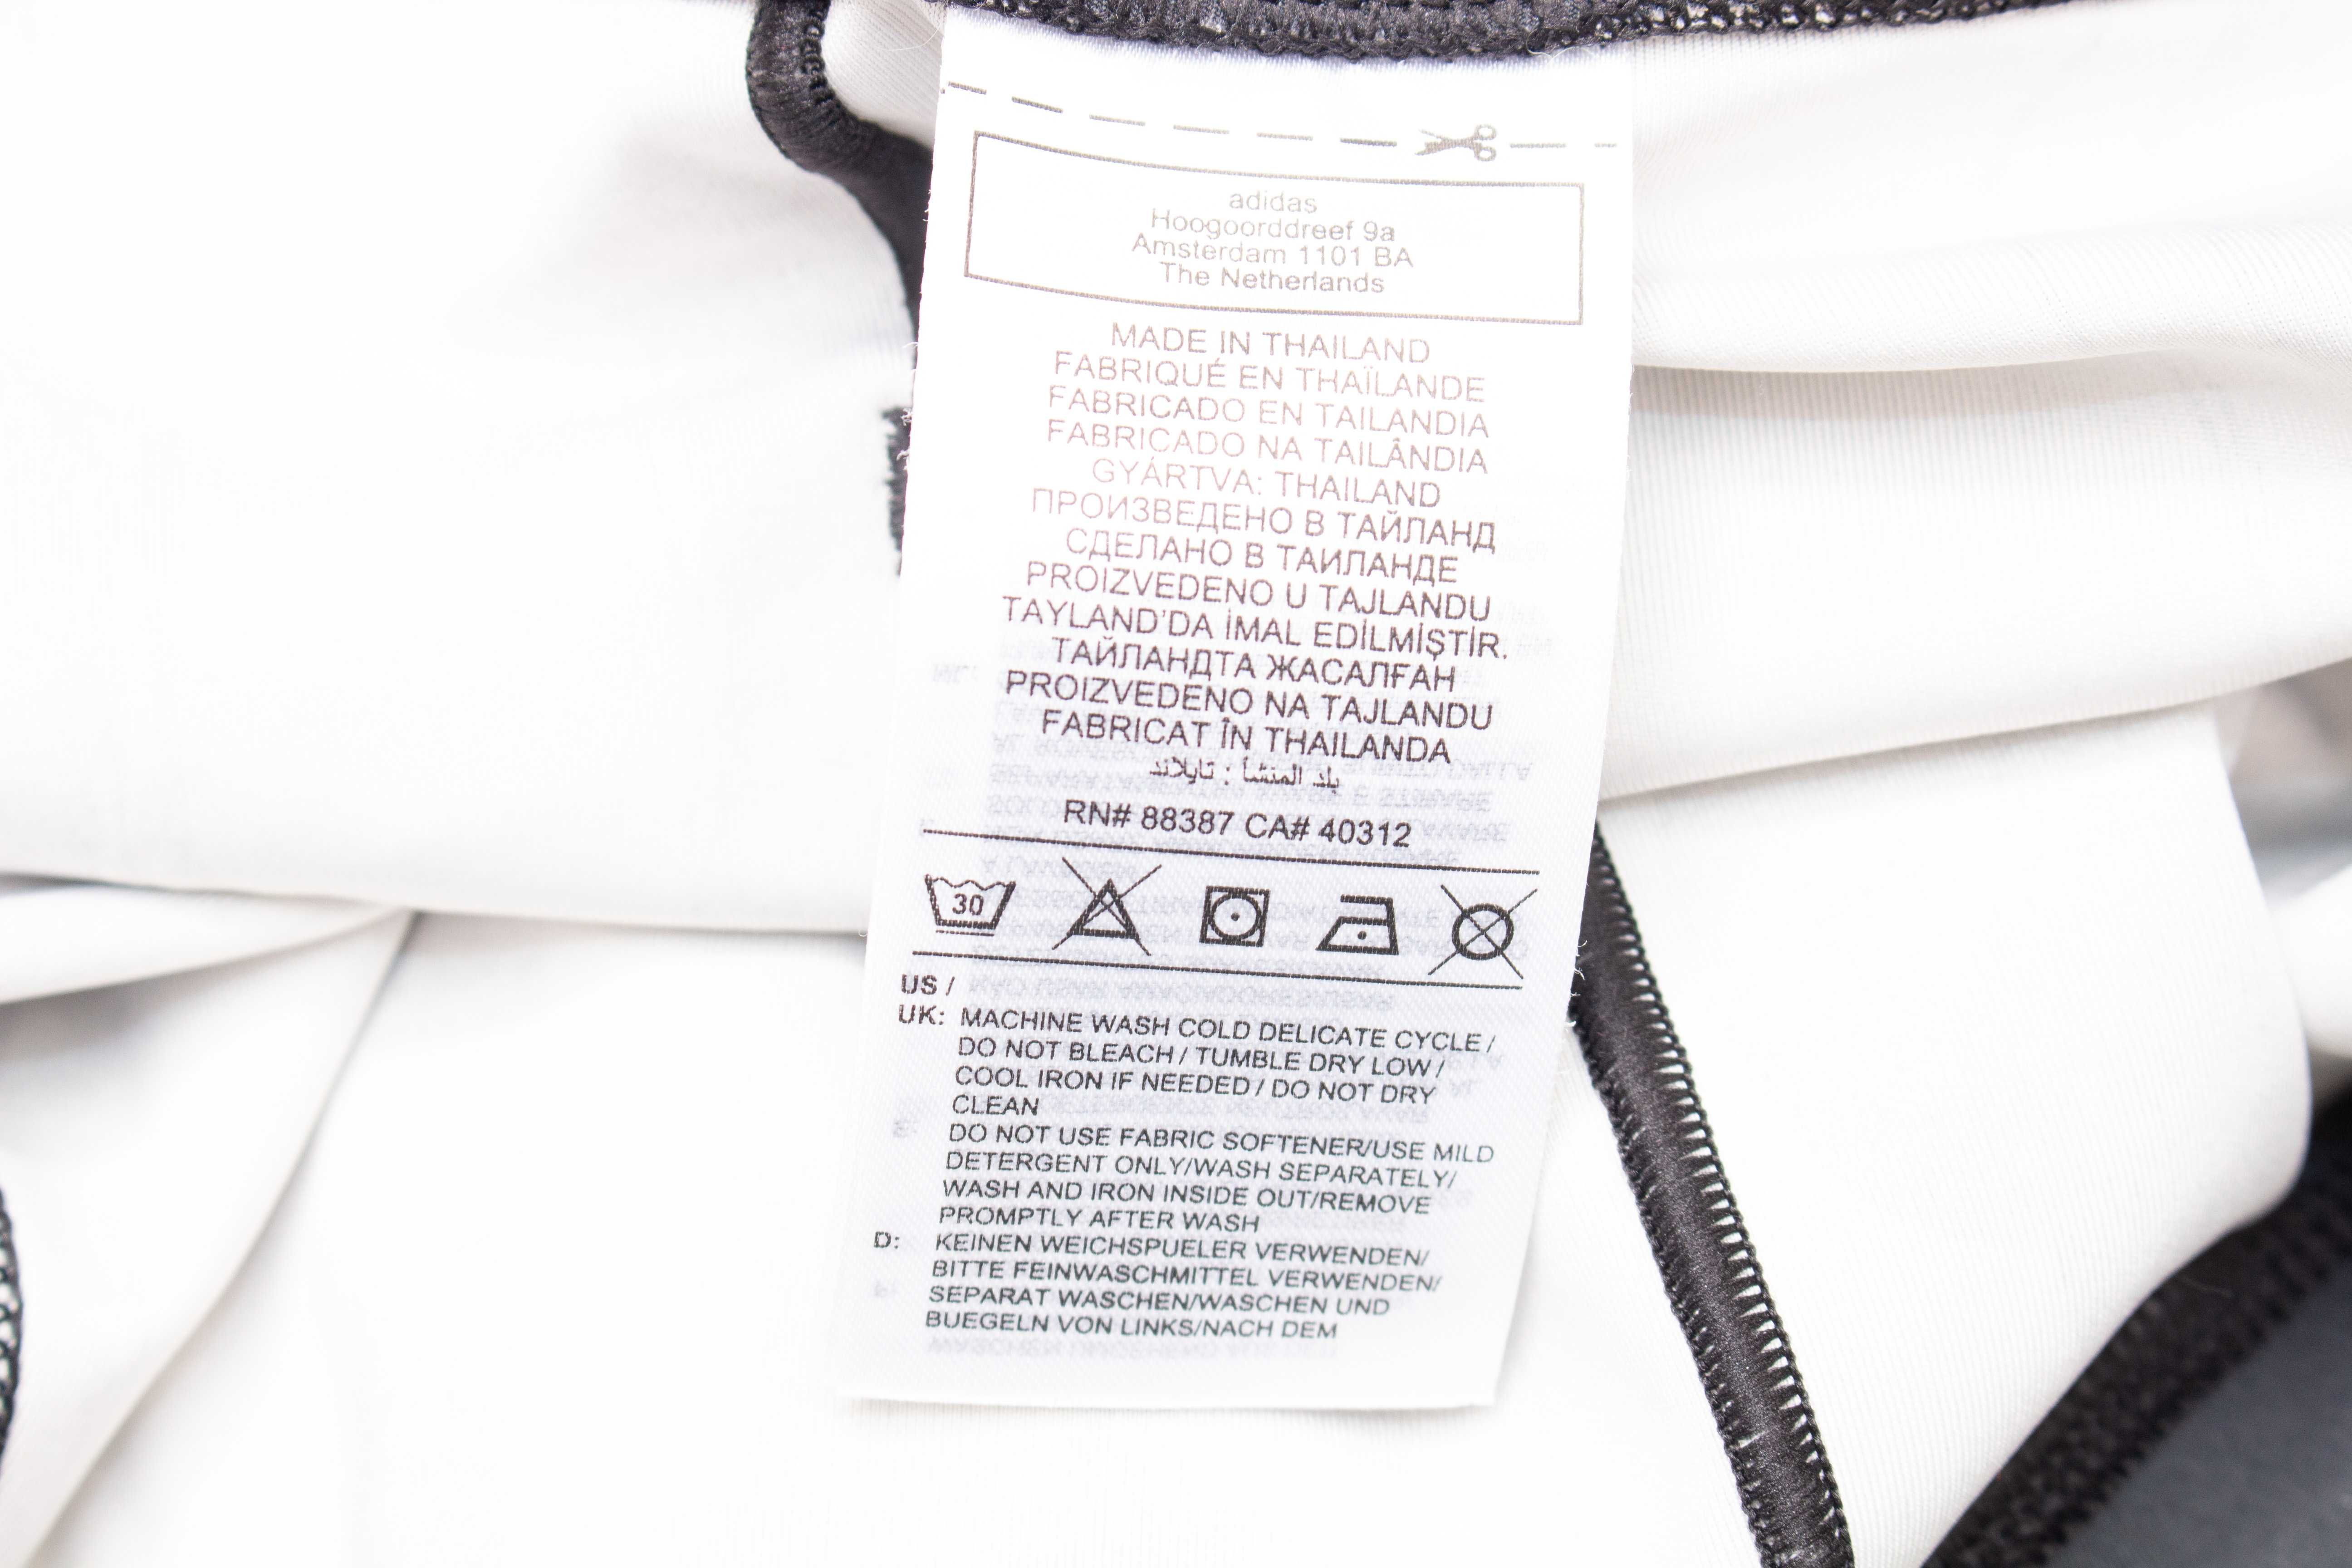 adidas
Hoogoorddreef 9a
Amsterdam 1101 BA
The Netherlands
MADE IN THAILAND
FABRIQUÉ EN THAÏLANDE
FABRICADO EN TAILANDIA
FABRICADO NA TAILÂNDIA
GYÁRTVA: THAILAND
ПРОИЗВЕДЕНО В ТАЙЛАНД
СДЕЛАНО В ТАИЛАНДЕ
PROIZVEDENO U TAJLANDU
TAYLAND'DA İMAL EDİLMİŞTİR.
ТАЙЛАНДТА ЖАСАЛҒАН
PROIZVEDENO NA TAJLANDU
FABRICAT ÎN THAILANDA
بلد المنشأ : تايلاند
RN# 88387 CA# 40312
30
US /
UK: MACHINE WASH COLD DELICATE CYCLE /
DO NOT BLEACH / TUMBLE DRY LOW /
COOL IRON IF NEEDED / DO NOT DRY
CLEAN
DO NOT USE FABRIC SOFTENER/USE MILD
DETERGENT ONLY/WASH SEPARATELY/
WASH AND IRON INSIDE OUT/REMOVE
PROMPTLY AFTER WASH
D: KEINEN WEICHSPUELER VERWENDEN/
BITTE FEINWASCHMITTEL VERWENDEN/
SEPARAT WASCHEN/WASCHEN UND
BUEGELN VON LINKS/NACH DEM